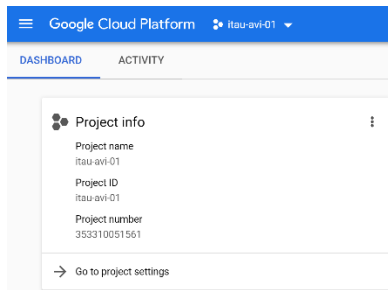 Google Cloud Platform itau-avi-01
DASHBOARD ACTIVITY
Project info
Project name
itau-avi-01
Project ID
itau-avi-01
Project number
353310051561
Go to project settings